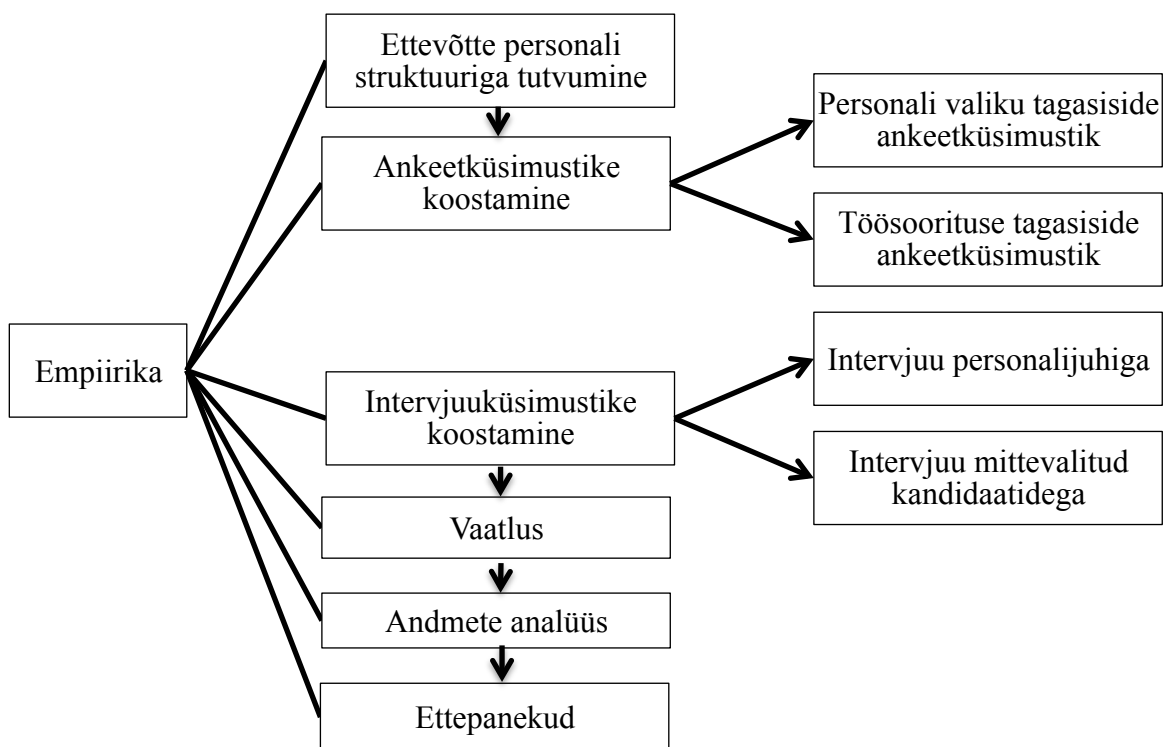 Ettevõtte personali
struktuuriga tutvumine
Personali valiku tagasiside
ankeetküsimustik
Ankeetküsimustike
koostamine
Töösoorituse tagasiside
ankeetküsimustik
Empiirika
Intervjuu personalijuhiga
Intervjuuküsimustike
koostamine
Intervjuu mittevalitud
kandidaatidega
Vaatlus
Andmete analüüs
Ettepanekud